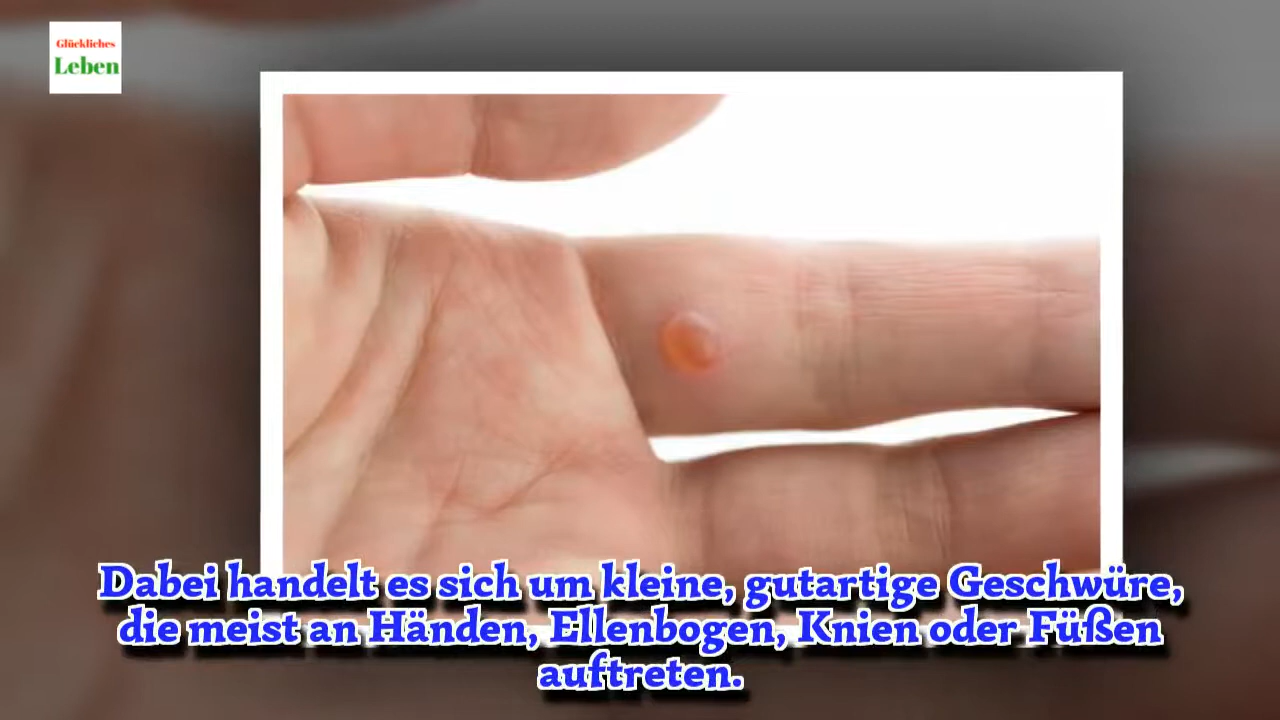 Glückliches
Leben
Dabei handelt es sich um kleine, gutartige Geschwüre,
die meist an Händen, Ellenbogen, Knien oder Füßen
auftreten.